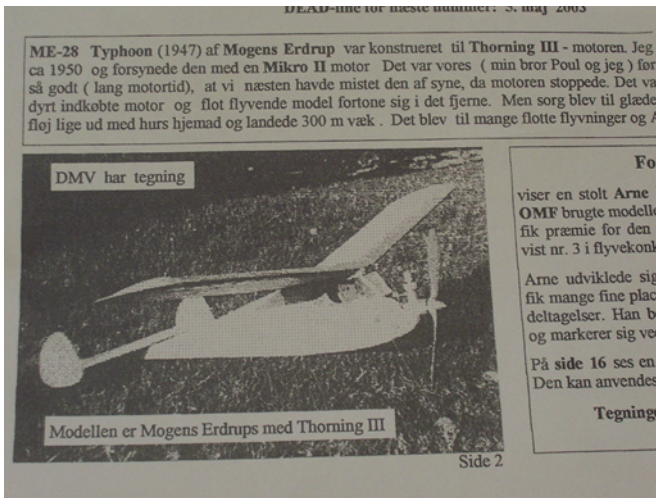 DEAD-line for næste nummer: 5. maj 2003
ME-28 Typhoon (1947) af Mogens Erdrup var konstrueret til Thorning III - motoren. Jeg
ca 1950 og forsynede den med en Mikro II motor Det var vores ( min bror Poul og jeg ) før
så godt ( lang motortid), at vi næsten havde mistet den af syne, da motoren stoppede. Det va
dyrt indkøbte motor og flot flyvende model fortone sig i det fjerne. Men sorg blev til glæde
fløj lige ud med hurs hjemad og landede 300 m væk . Det blev til mange flotte flyvninger og A
DMV har tegning
Modellen er Mogens Erdrups med Thorning III
Side 2
Fo
viser en stolt Arne
OMF brugte modelle
fik præmie for den
vist nr. 3 i flyvekonk
Arne udviklede sig
fik mange fine plac
deltagelser. Han b
og markerer sig ve
På side 16 ses en
Den kan anvendes
Tegning